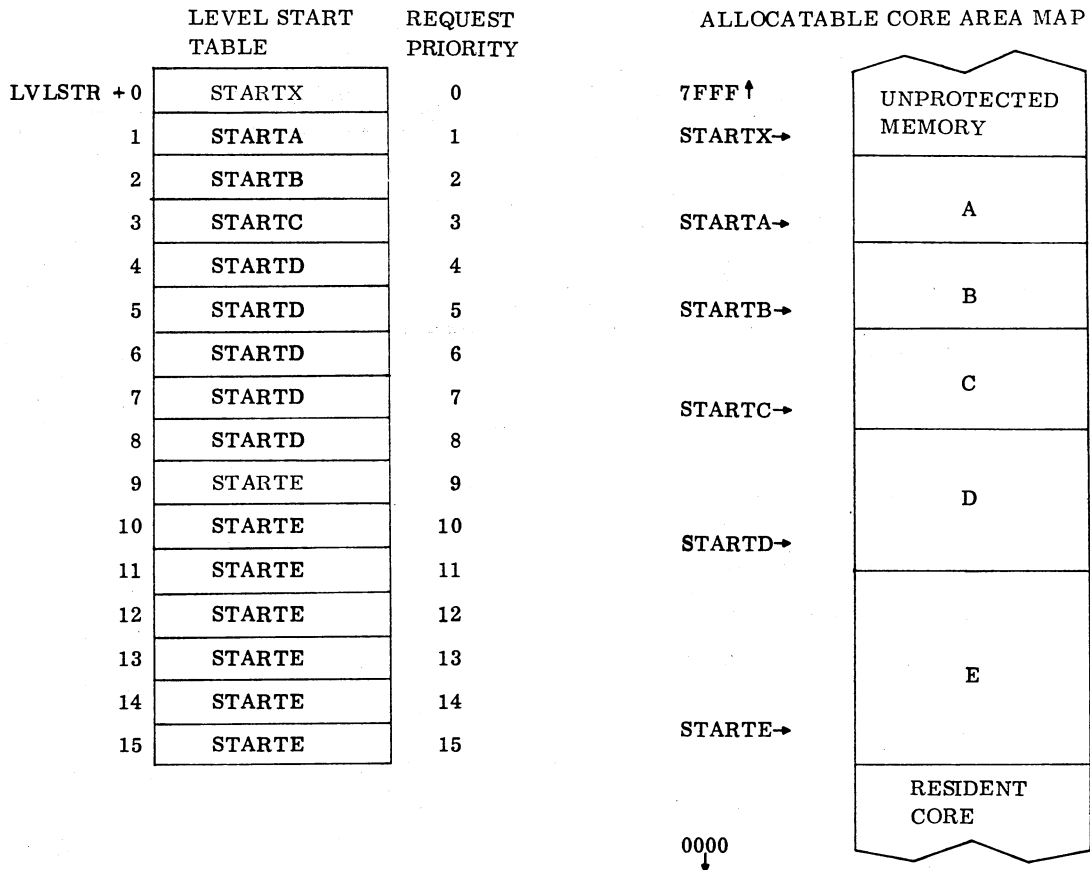 LEVEL START TABLE
REQUEST PRIORITY
LVLSTR +0 STARTX 0
1 STARTA 1
2 STARTB 2
3 STARTC 3
4 STARTD 4
5 STARTD 5
6 STARTD 6
7 STARTD 7
8 STARTD 8
9 STARTE 9
10 STARTE 10
11 STARTE 11
12 STARTE 12
13 STARTE 13
14 STARTE 14
15 STARTE 15
ALLOCATABLE CORE AREA MAP
7FFF↑
UNPROTECTED
MEMORY
STARTX→
A
STARTA→
B
STARTB→
C
STARTC→
D
STARTD→
E
STARTE→
RESIDENT
CORE
0000
↓